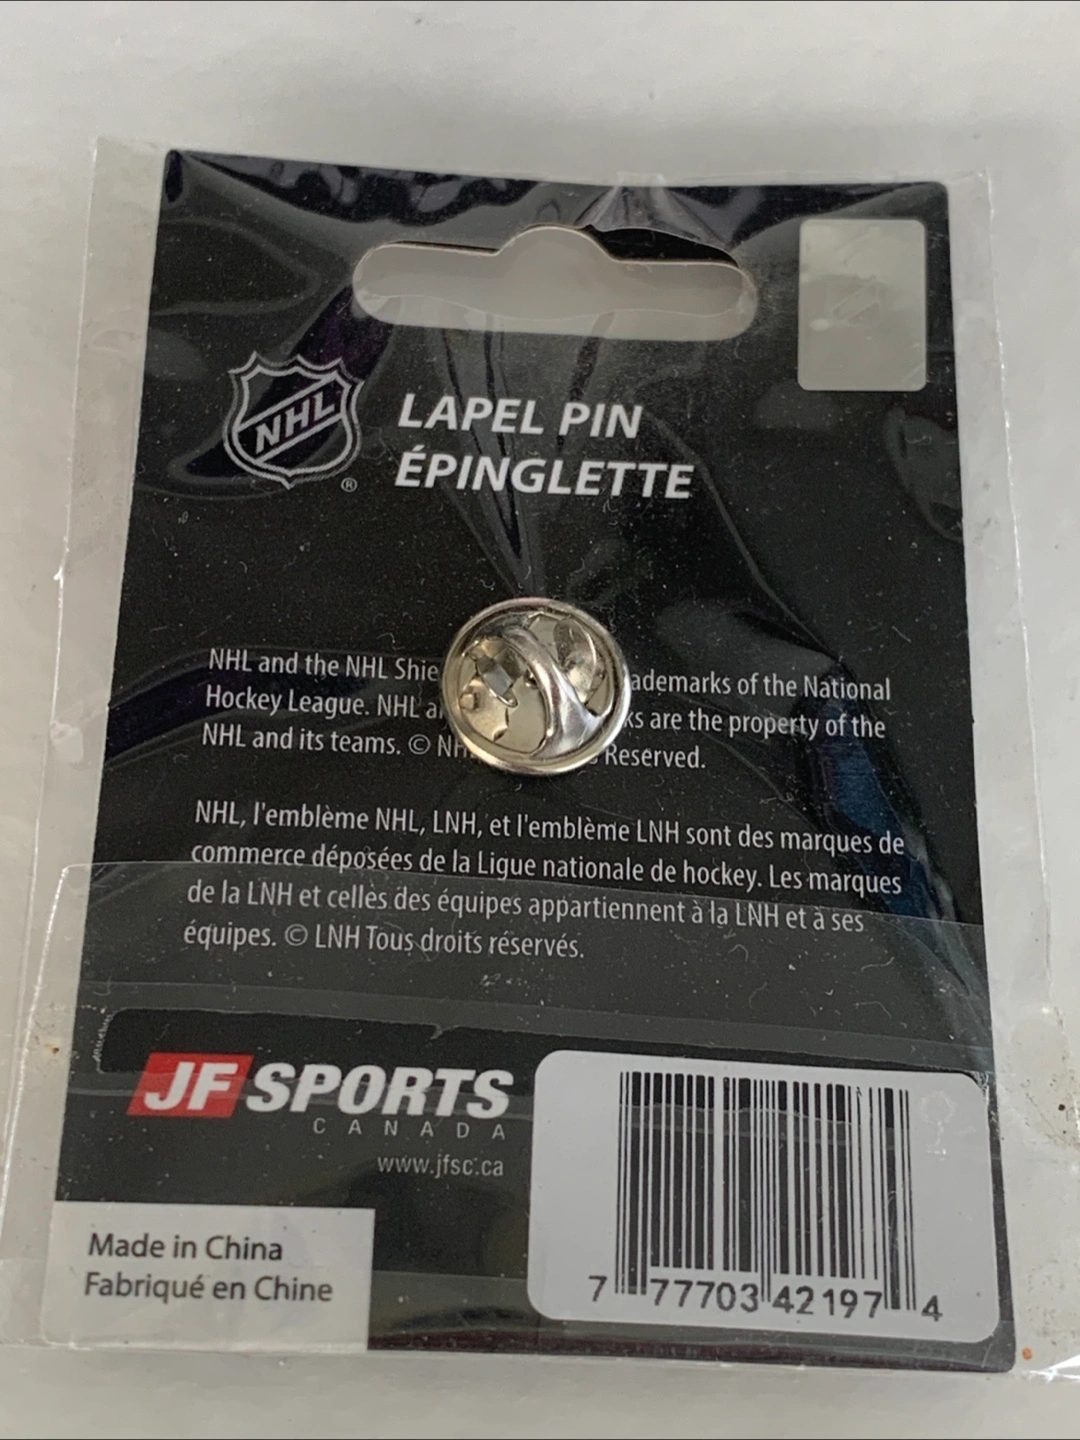 NHL
®
LAPEL PIN
ÉPINGLETTE
NHL and the NHL Shie ademarks of the National
Hockey League. NHL a ks are the property of the
NHL and its teams. © NH Reserved.
NHL, l'emblème NHL, LNH, et l'emblème LNH sont des marques de
commerce déposées de la Ligue nationale de hockey. Les marques
de la LNH et celles des équipes appartiennent à la LNH et à ses
équipes. © LNH Tous droits réservés.
JF SPORTS
CANADA
www.jfsc.ca
Made in China
Fabriqué en Chine
7 77703 42197 4